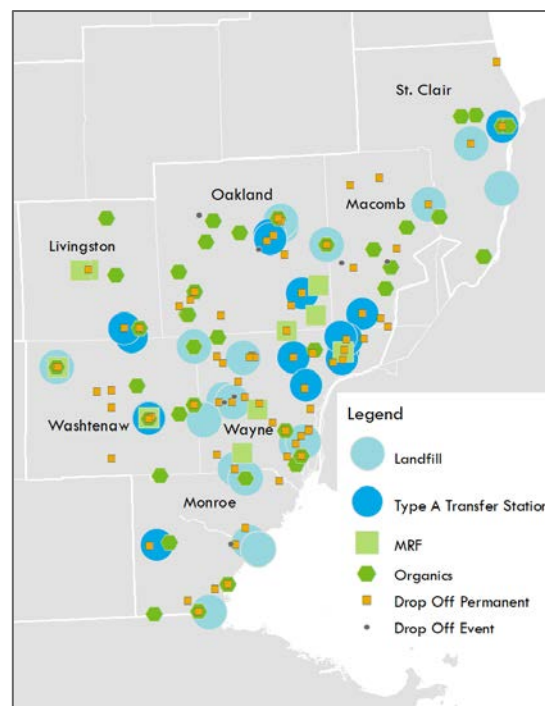 St. Clair
Oakland
Macomb
Livingston
Washtenaw
Wayne
Monroe
Legend
Landfill
Type A Transfer Station
MRF
Organics
Drop Off Permanent
Drop Off Event